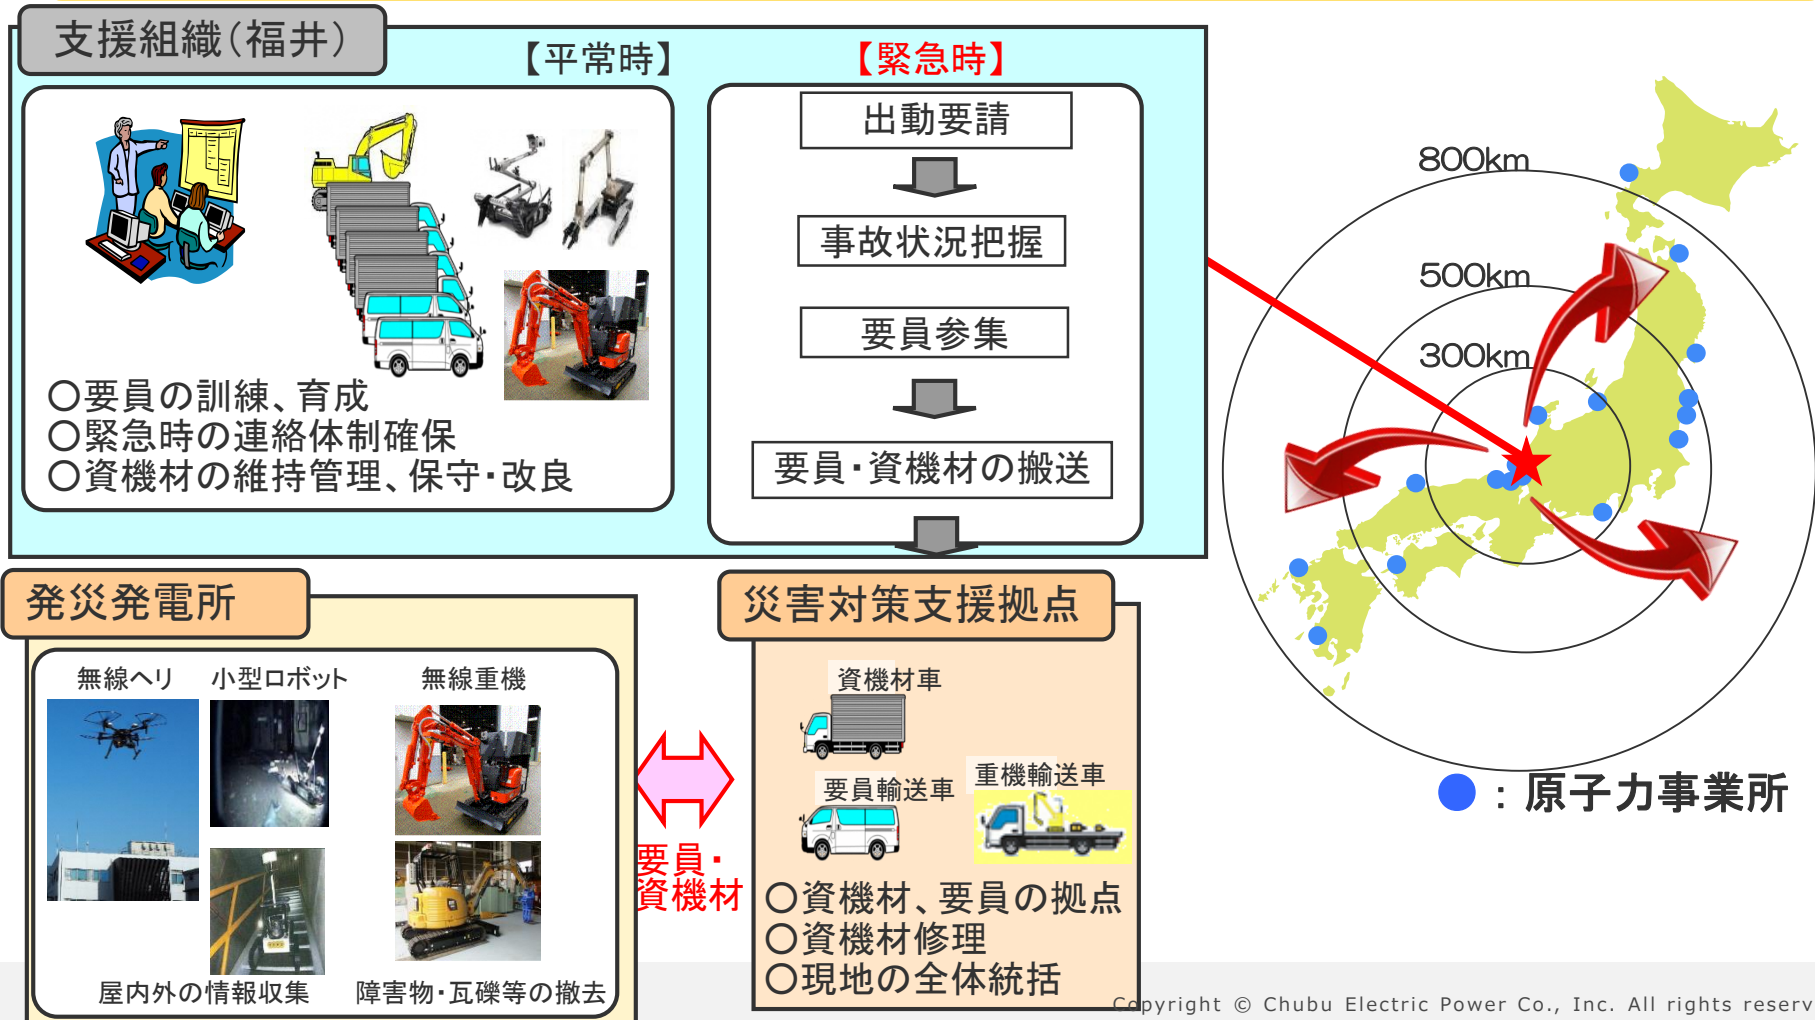 支援組織(福井)
【平常時】
【緊急時】
○要員の訓練、育成
○緊急時の連絡体制確保
○資機材の維持管理、保守・改良
出動要請
事故状況把握
要員参集
要員・資機材の搬送
800km
500km
300km
●：原子力事業所
発災発電所
無線ヘリ
小型ロボット
無線重機
屋内外の情報収集
障害物・瓦礫等の撤去
要員・
資機材
災害対策支援拠点
資機材車
要員輸送車
重機輸送車
○資機材、要員の拠点
○資機材修理
○現地の全体統括
Copyright © Chubu Electric Power Co., Inc. All rights reserv